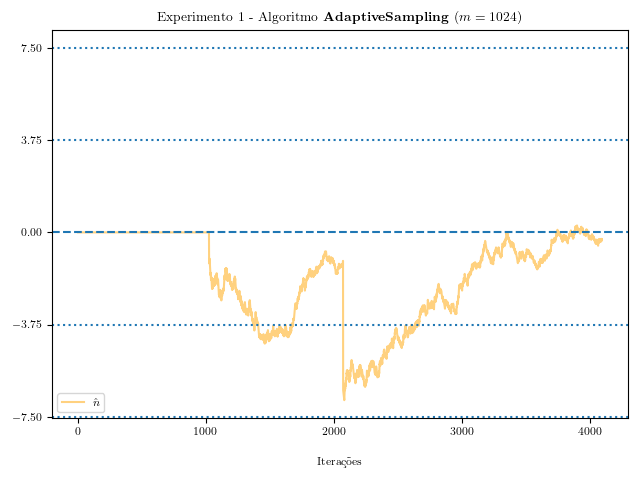 Experimento 1 - Algoritmo AdaptiveSampling (m = 1024)
7.50
3.75
0.00
−3.75
−7.50
n̂
0 1000 2000 3000 4000
Iterações